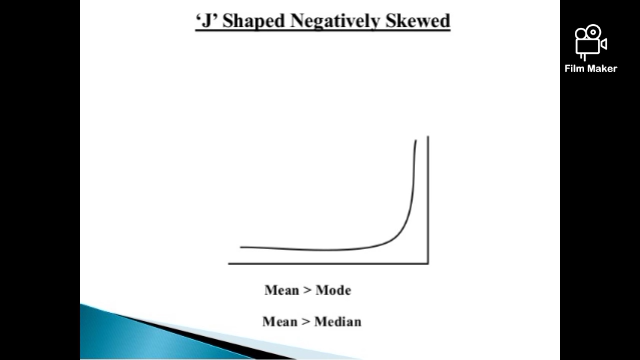 ‘J’ Shaped Negatively Skewed
Film Maker
Mean > Mode
Mean > Median